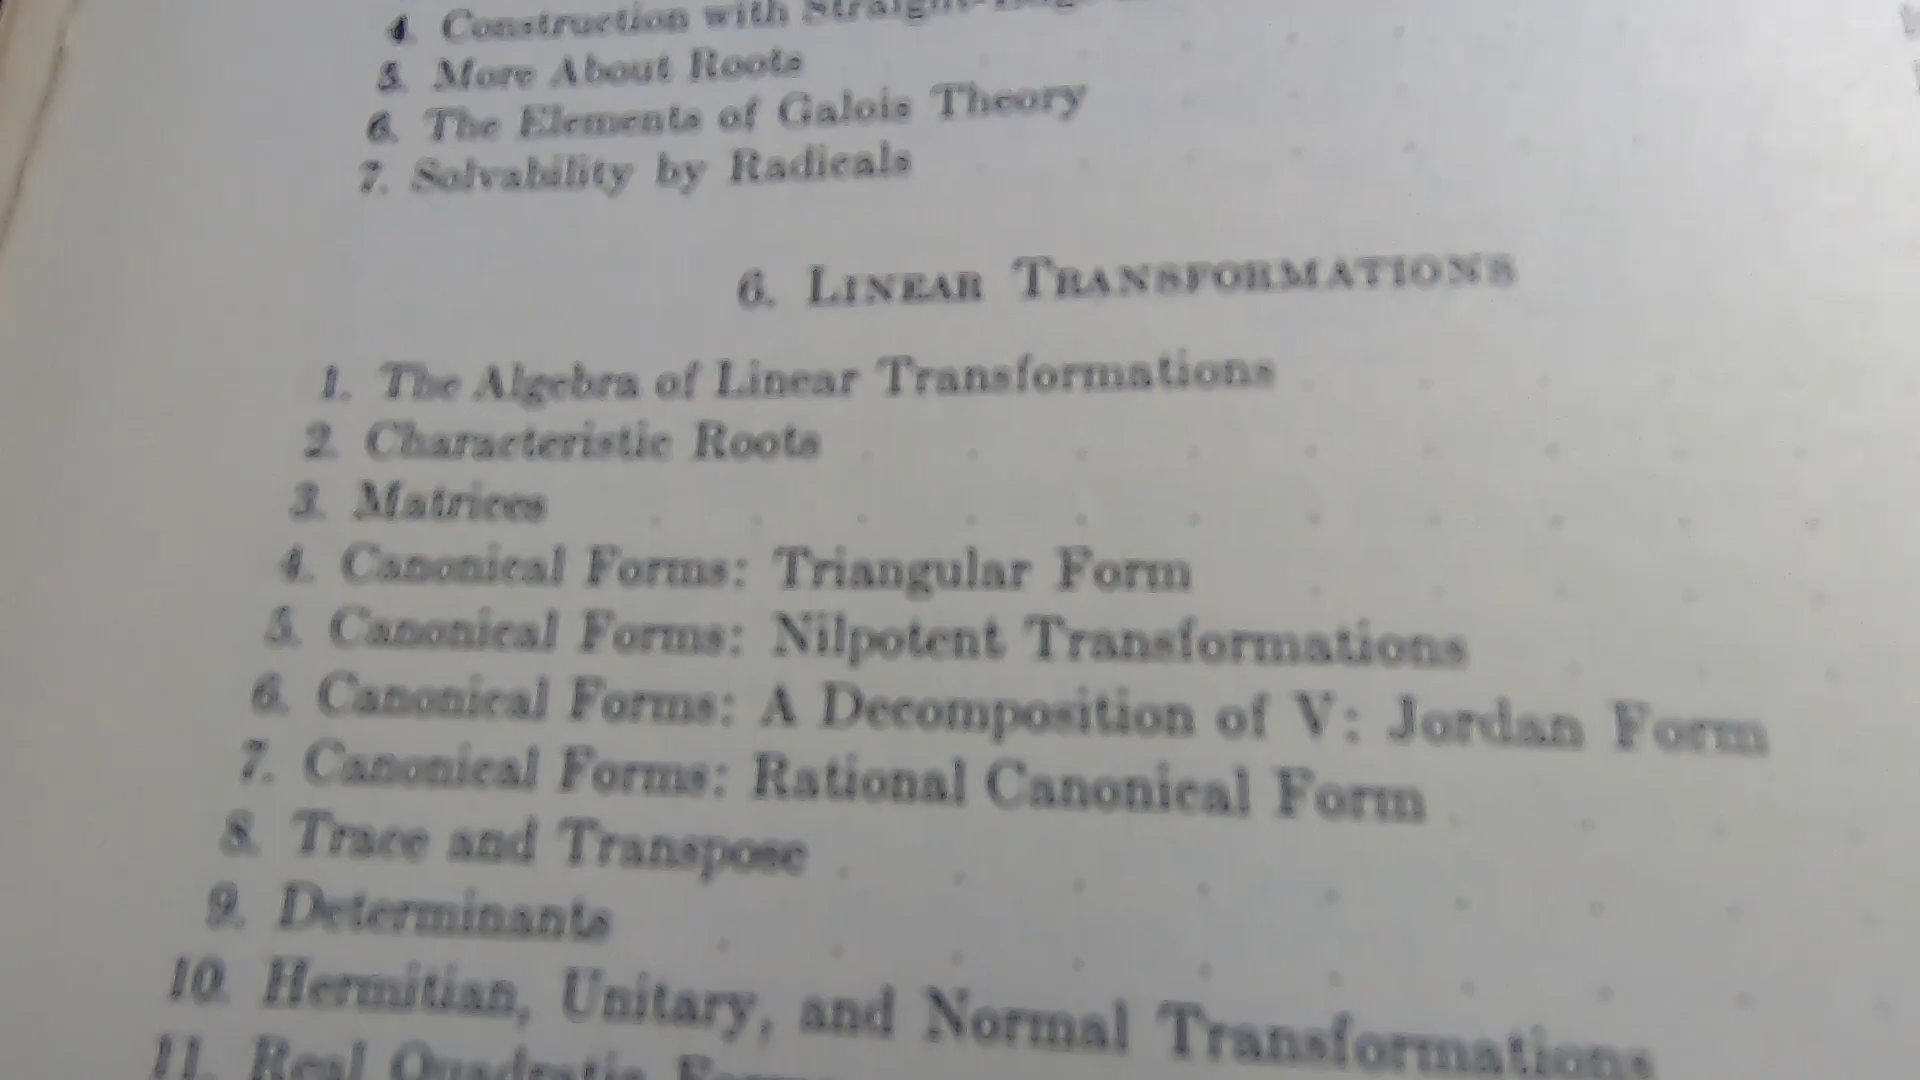 4. Construction with
5. More About Roots
6. The Elements of Galois Theory
7. Solvability by Radicals
6. LINEAR TRANSFORMATIONS
1. The Algebra of Linear Transformations
2. Characteristic Roots
3. Matrices
4. Canonical Forms: Triangular Form
5. Canonical Forms: Nilpotent Transformations
6. Canonical Forms: A Decomposition of V: Jordan Form
7. Canonical Forms: Rational Canonical Form
8. Trace and Transpose
9. Determinants
10. Hermitian, Unitary, and Normal Transformations
11. Real Quadratic